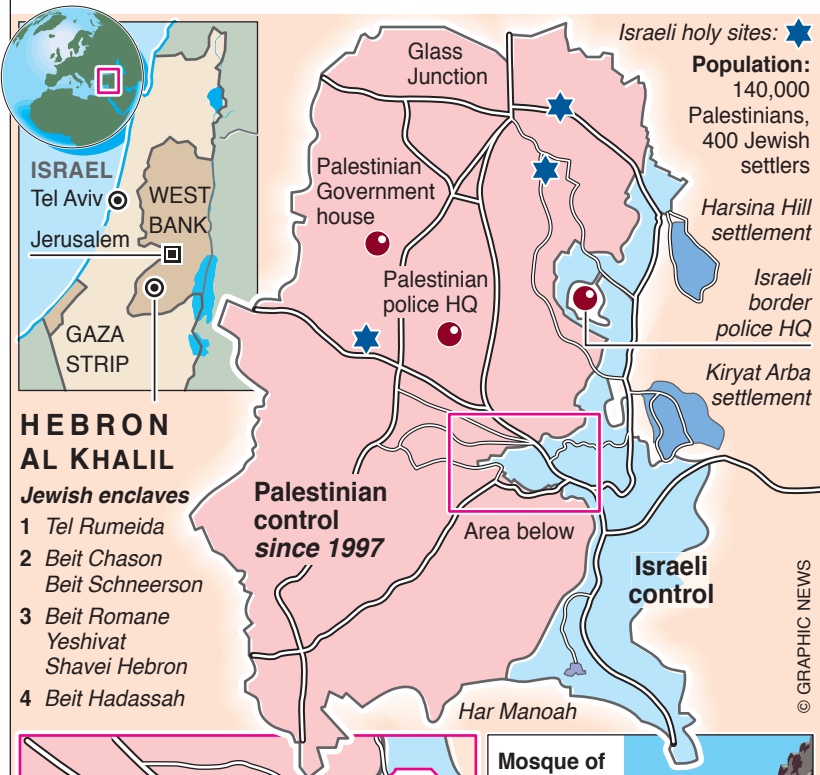 Israeli holy sites:
Population:
140,000
Palestinians,
400 Jewish
settlers
Glass
Junction
Palestinian
Government
house
Palestinian
police HQ
Harsina Hill
settlement
Israeli
border
police HQ
Kiryat Arba
settlement
ISRAEL
Tel Aviv
WEST
BANK
Jerusalem
GAZA
STRIP
HEBRON
AL KHALIL
Jewish enclaves
1 Tel Rumeida
2 Beit Chason
Beit Schneerson
3 Beit Romane
Yeshivat
Shavei Hebron
4 Beit Hadassah
Palestinian
control
since 1997
Area below
Israeli
control
Har Manoah
© GRAPHIC NEWS
Mosque of